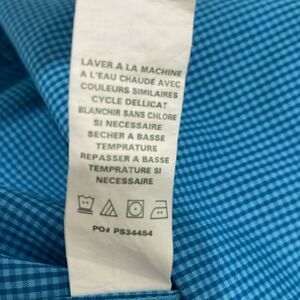 LAVER A LA MACHINE
A L'EAU CHAUDE AVEC
COULEURS SIMILAIRES
CYCLE DELLICAT
BLANCHIR SANS CHLORE
SI NECESSAIRE
SECHER A BASSE
TEMPRATURE
REPASSER A BASSE
TEMPRATURE SI
NECESSAIRE
PO# PS34454